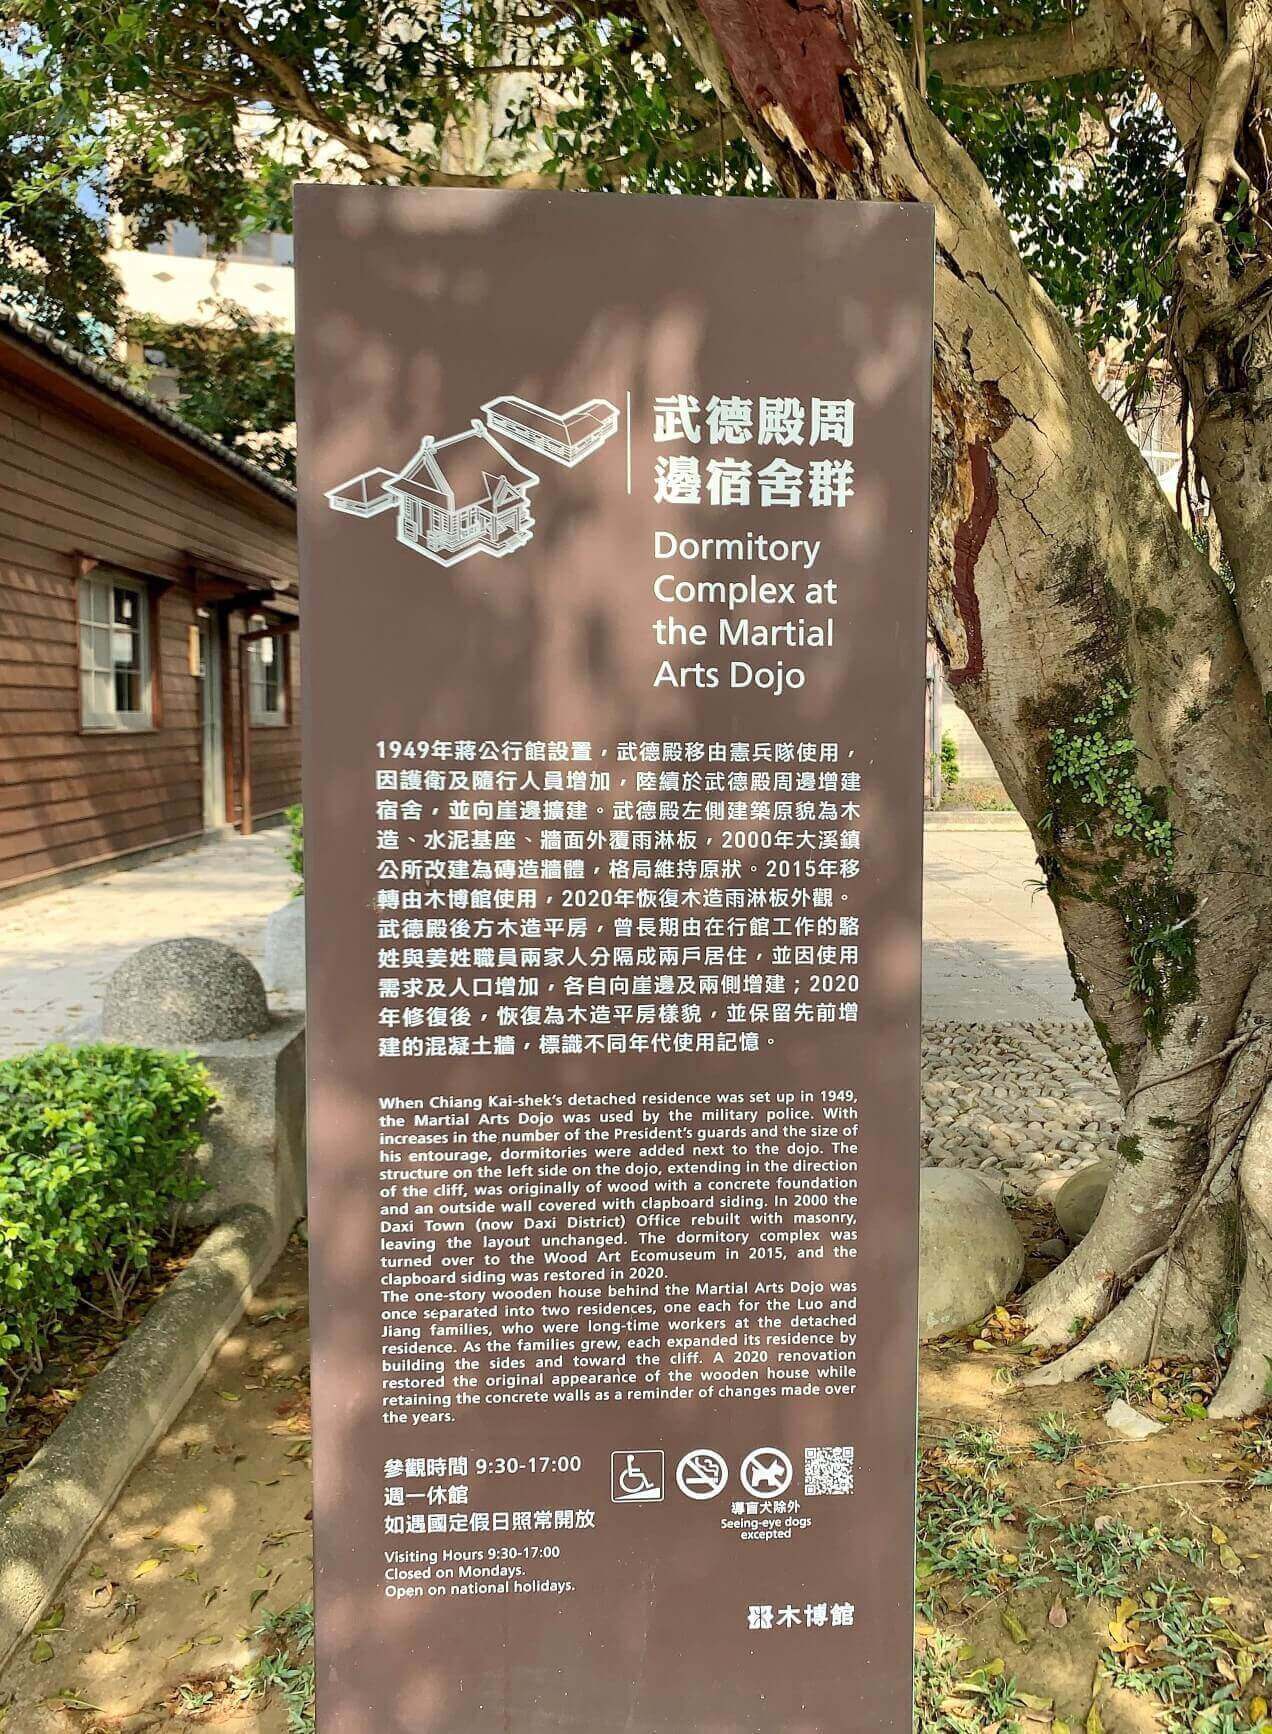 武德殿周
邊宿舍群
Dormitory
Complex at
the Martial
Arts Dojo
1949年蔣公行館設置，武德殿移由憲兵隊使用，
因護衛及隨行人員增加，陸續於武德殿周邊增建
宿舍，並向崖邊擴建。武德殿左側建築原貌為木
造、水泥基座、牆面外覆雨淋板，2000年大溪鎮
公所改建為磚造牆體，格局維持原狀。2015年移
轉由木博館使用，2020年恢復木造雨淋板外觀。
武德殿後方木造平房，曾長期由在行館工作的駱
姓與姜姓職員兩家人分隔成兩戶居住，並因使用
需求及人口增加，各自向崖邊及兩側增建；2020
年修復後，恢復為木造平房樣貌，並保留先前增
建的混凝土牆，標識不同年代使用記憶。
When Chiang Kai-shek's detached residence was set up in 1949,
the Martial Arts Dojo was used by the military police. With
increases in the number of the President's guards and the size of
his entourage, dormitories were added next to the dojo. The
structure on the left side on the dojo, extending in the direction
of the cliff, was originally of wood with a concrete foundation
and an outside wall covered with clapboard siding. In 2000 the
Daxi Town (now Daxi District) Office rebuilt with masonry,
leaving the layout unchanged. The dormitory complex was
turned over to the Wood Art Ecomuseum in 2015, and the
clapboard siding was restored in 2020.
The one-story wooden house behind the Martial Arts Dojo was
once separated into two residences, one each for the Luo and
Jiang families, who were long-time workers at the detached
residence. As the families grew, each expanded its residence by
building the sides and toward the cliff. A 2020 renovation
restored the original appearance of the wooden house while
retaining the concrete walls as a reminder of changes made over
the years.
參觀時間 9:30-17:00
週一休館
如遇國定假日照常開放
Visiting Hours 9:30-17:00
Closed on Mondays.
Open on national holidays.
導盲犬除外
Seeing-eye dogs
excepted
木博館